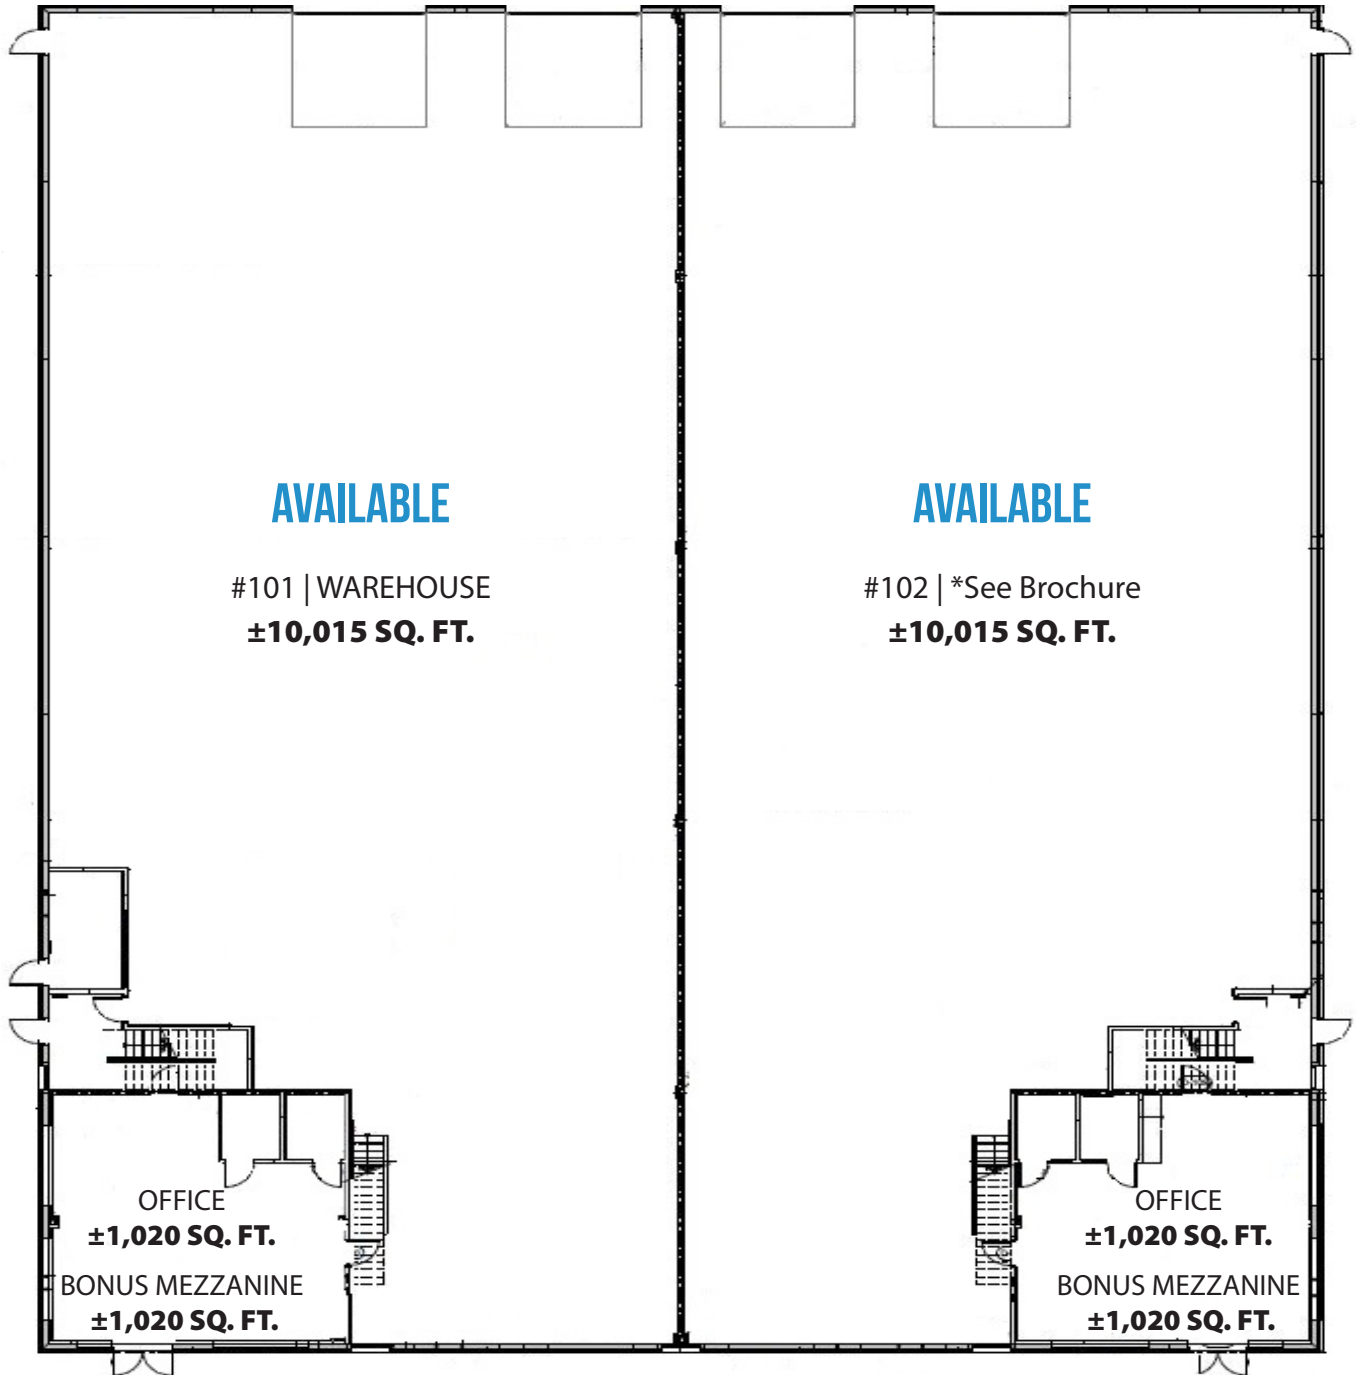 AVAILABLE
#101 | WAREHOUSE
±10,015 SQ. FT.
AVAILABLE
#102 | *See Brochure
±10,015 SQ. FT.
OFFICE
±1,020 SQ. FT.
BONUS MEZZANINE
±1,020 SQ. FT.
OFFICE
±1,020 SQ. FT.
BONUS MEZZANINE
±1,020 SQ. FT.